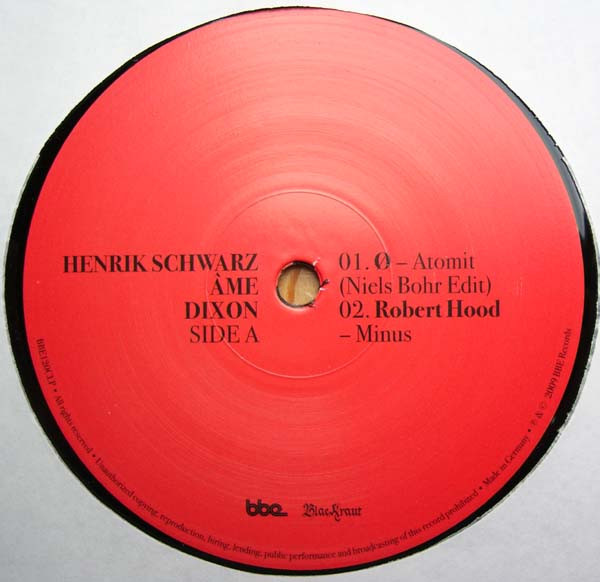 HENRIK SCHWARZ
ÂME
DIXON
SIDE A
01. Ø – Atomit
(Niels Bohr Edit)
02. Robert Hood
– Minus
bbe BlacKraut
BBE120CLP • All rights reserved • Unauthorized copying, reproduction, hiring, lending, public performance and broadcasting of this record prohibited • Made in Germany • ℗ & © 2009 BBE Records